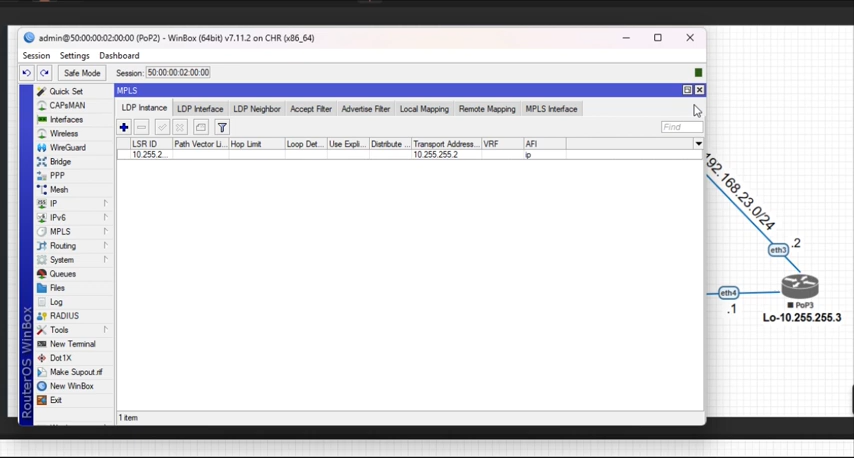 admin@50:00:00:02:00:00 (PoP2) - WinBox (64bit) v7.11.2 on CHR (x86_64)
Session Settings Dashboard
Safe Mode Session: 50:00:00:02:00:00
Quick Set
CAPsMAN
Interfaces
Wireless
WireGuard
Bridge
PPP
Mesh
IP
IPv6
MPLS
Routing
System
Queues
Files
Log
RADIUS
Tools
New Terminal
Dot1X
Make Supout.rif
New WinBox
Exit
RouterOS WinBox
MPLS
LDP Instance LDP Interface LDP Neighbor Accept Filter Advertise Filter Local Mapping Remote Mapping MPLS Interface
Find
LSR ID Path Vector Li... Hop Limit Loop Det... Use Expli... Distribute ... Transport Address... VRF AFI
10.255.2... 10.255.255.2 ip
1 item
192.168.23.0/24
.2
eth3
eth4
.1
PoP3
Lo-10.255.255.3